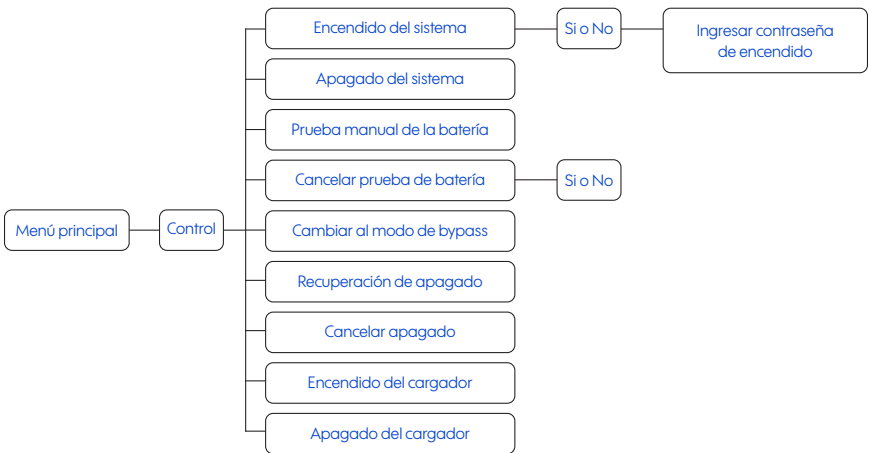 Encendido del sistema
Si o No
Ingresar contraseña
de encendido
Apagado del sistema
Prueba manual de la batería
Cancelar prueba de batería
Si o No
Menú principal
Control
Cambiar al modo de bypass
Recuperación de apagado
Cancelar apagado
Encendido del cargador
Apagado del cargador